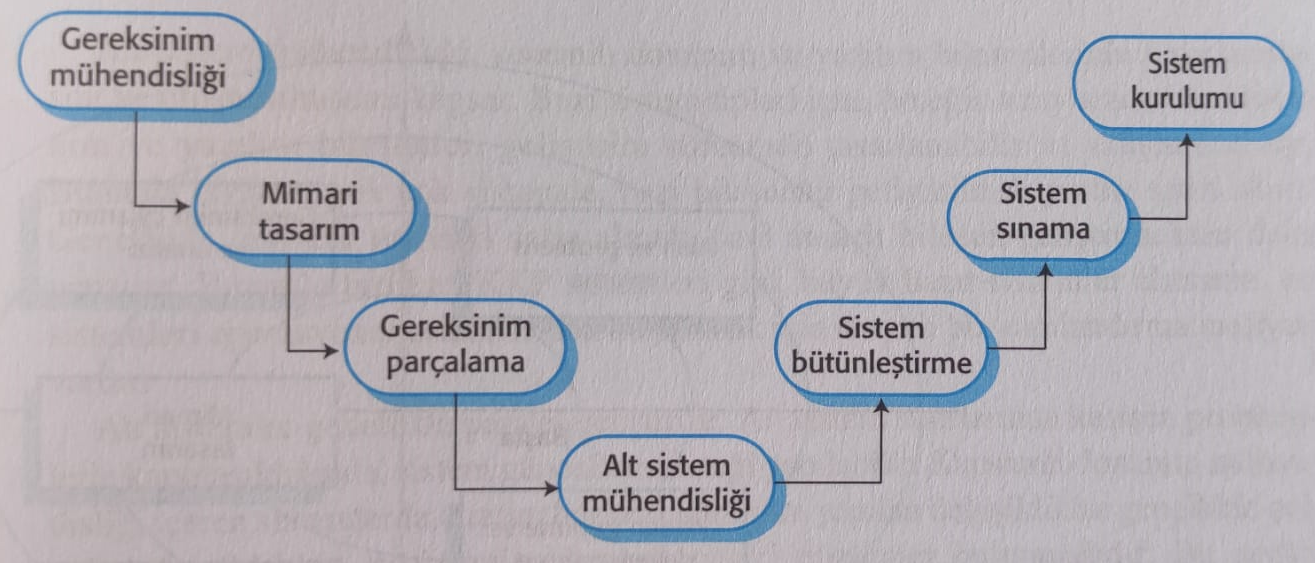 Gereksinim
mühendisliği
Mimari
tasarım
Gereksinim
parçalama
Alt sistem
mühendisliği
Sistem
bütünleştirme
Sistem
sınama
Sistem
kurulumu